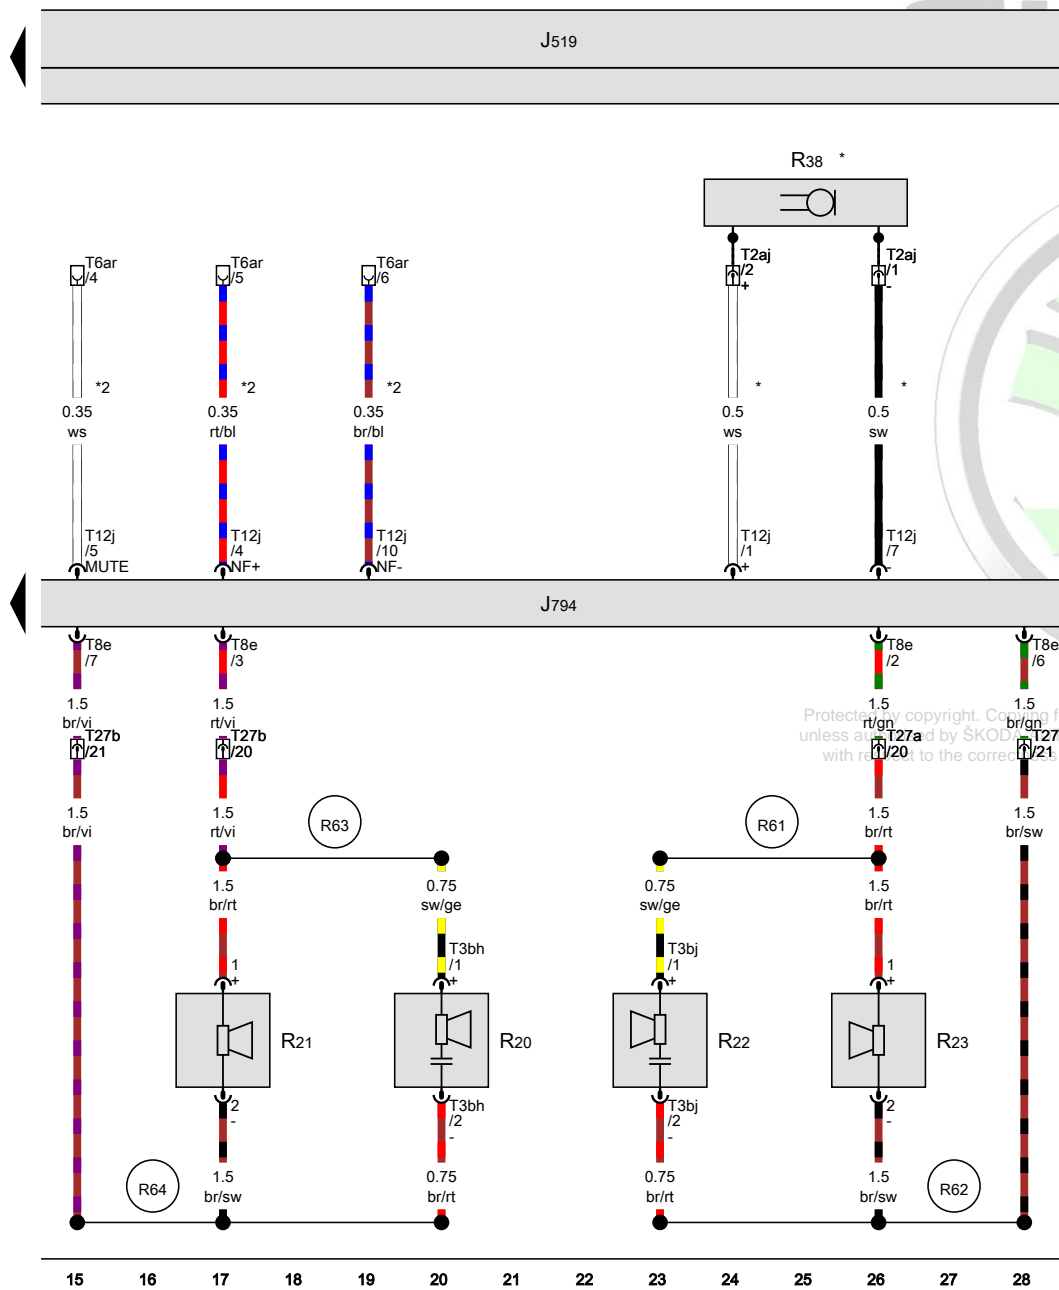 J519
R38 *
T6ar
/4
T6ar
/5
T6ar
/6
T2aj
/2
+
T2aj
/1
-
*2
*2
*2
*
*
0.35
ws
0.35
rt/bl
0.35
br/bl
0.5
ws
0.5
sw
T12j
/5
MUTE
T12j
/4
NF+
T12j
/10
NF-
T12j
/1
+
T12j
/7
-
J794
T8e
/7
T8e
/3
T8e
/2
T8e
/6
1.5
br/vi
1.5
rt/vi
1.5
rt/gn
1.5
br/gn
Protected by copyright. Copying f
unless au ed by ŠKODA
with re ect to the correc
T27b
/21
T27b
/20
T27a
/20
T27
/21
1.5
br/vi
1.5
rt/vi
1.5
br/rt
1.5
br/sw
R63
R61
1.5
br/rt
0.75
sw/ge
0.75
sw/ge
1.5
br/rt
1
+
T3bh
/1
+
T3bj
/1
+
1
+
R21
R20
R22
R23
2
-
T3bh
/2
-
T3bj
/2
-
2
-
1.5
br/sw
0.75
br/rt
0.75
br/rt
1.5
br/sw
R64
R62
15 16 17 18 19 20 21 22 23 24 25 26 27 28